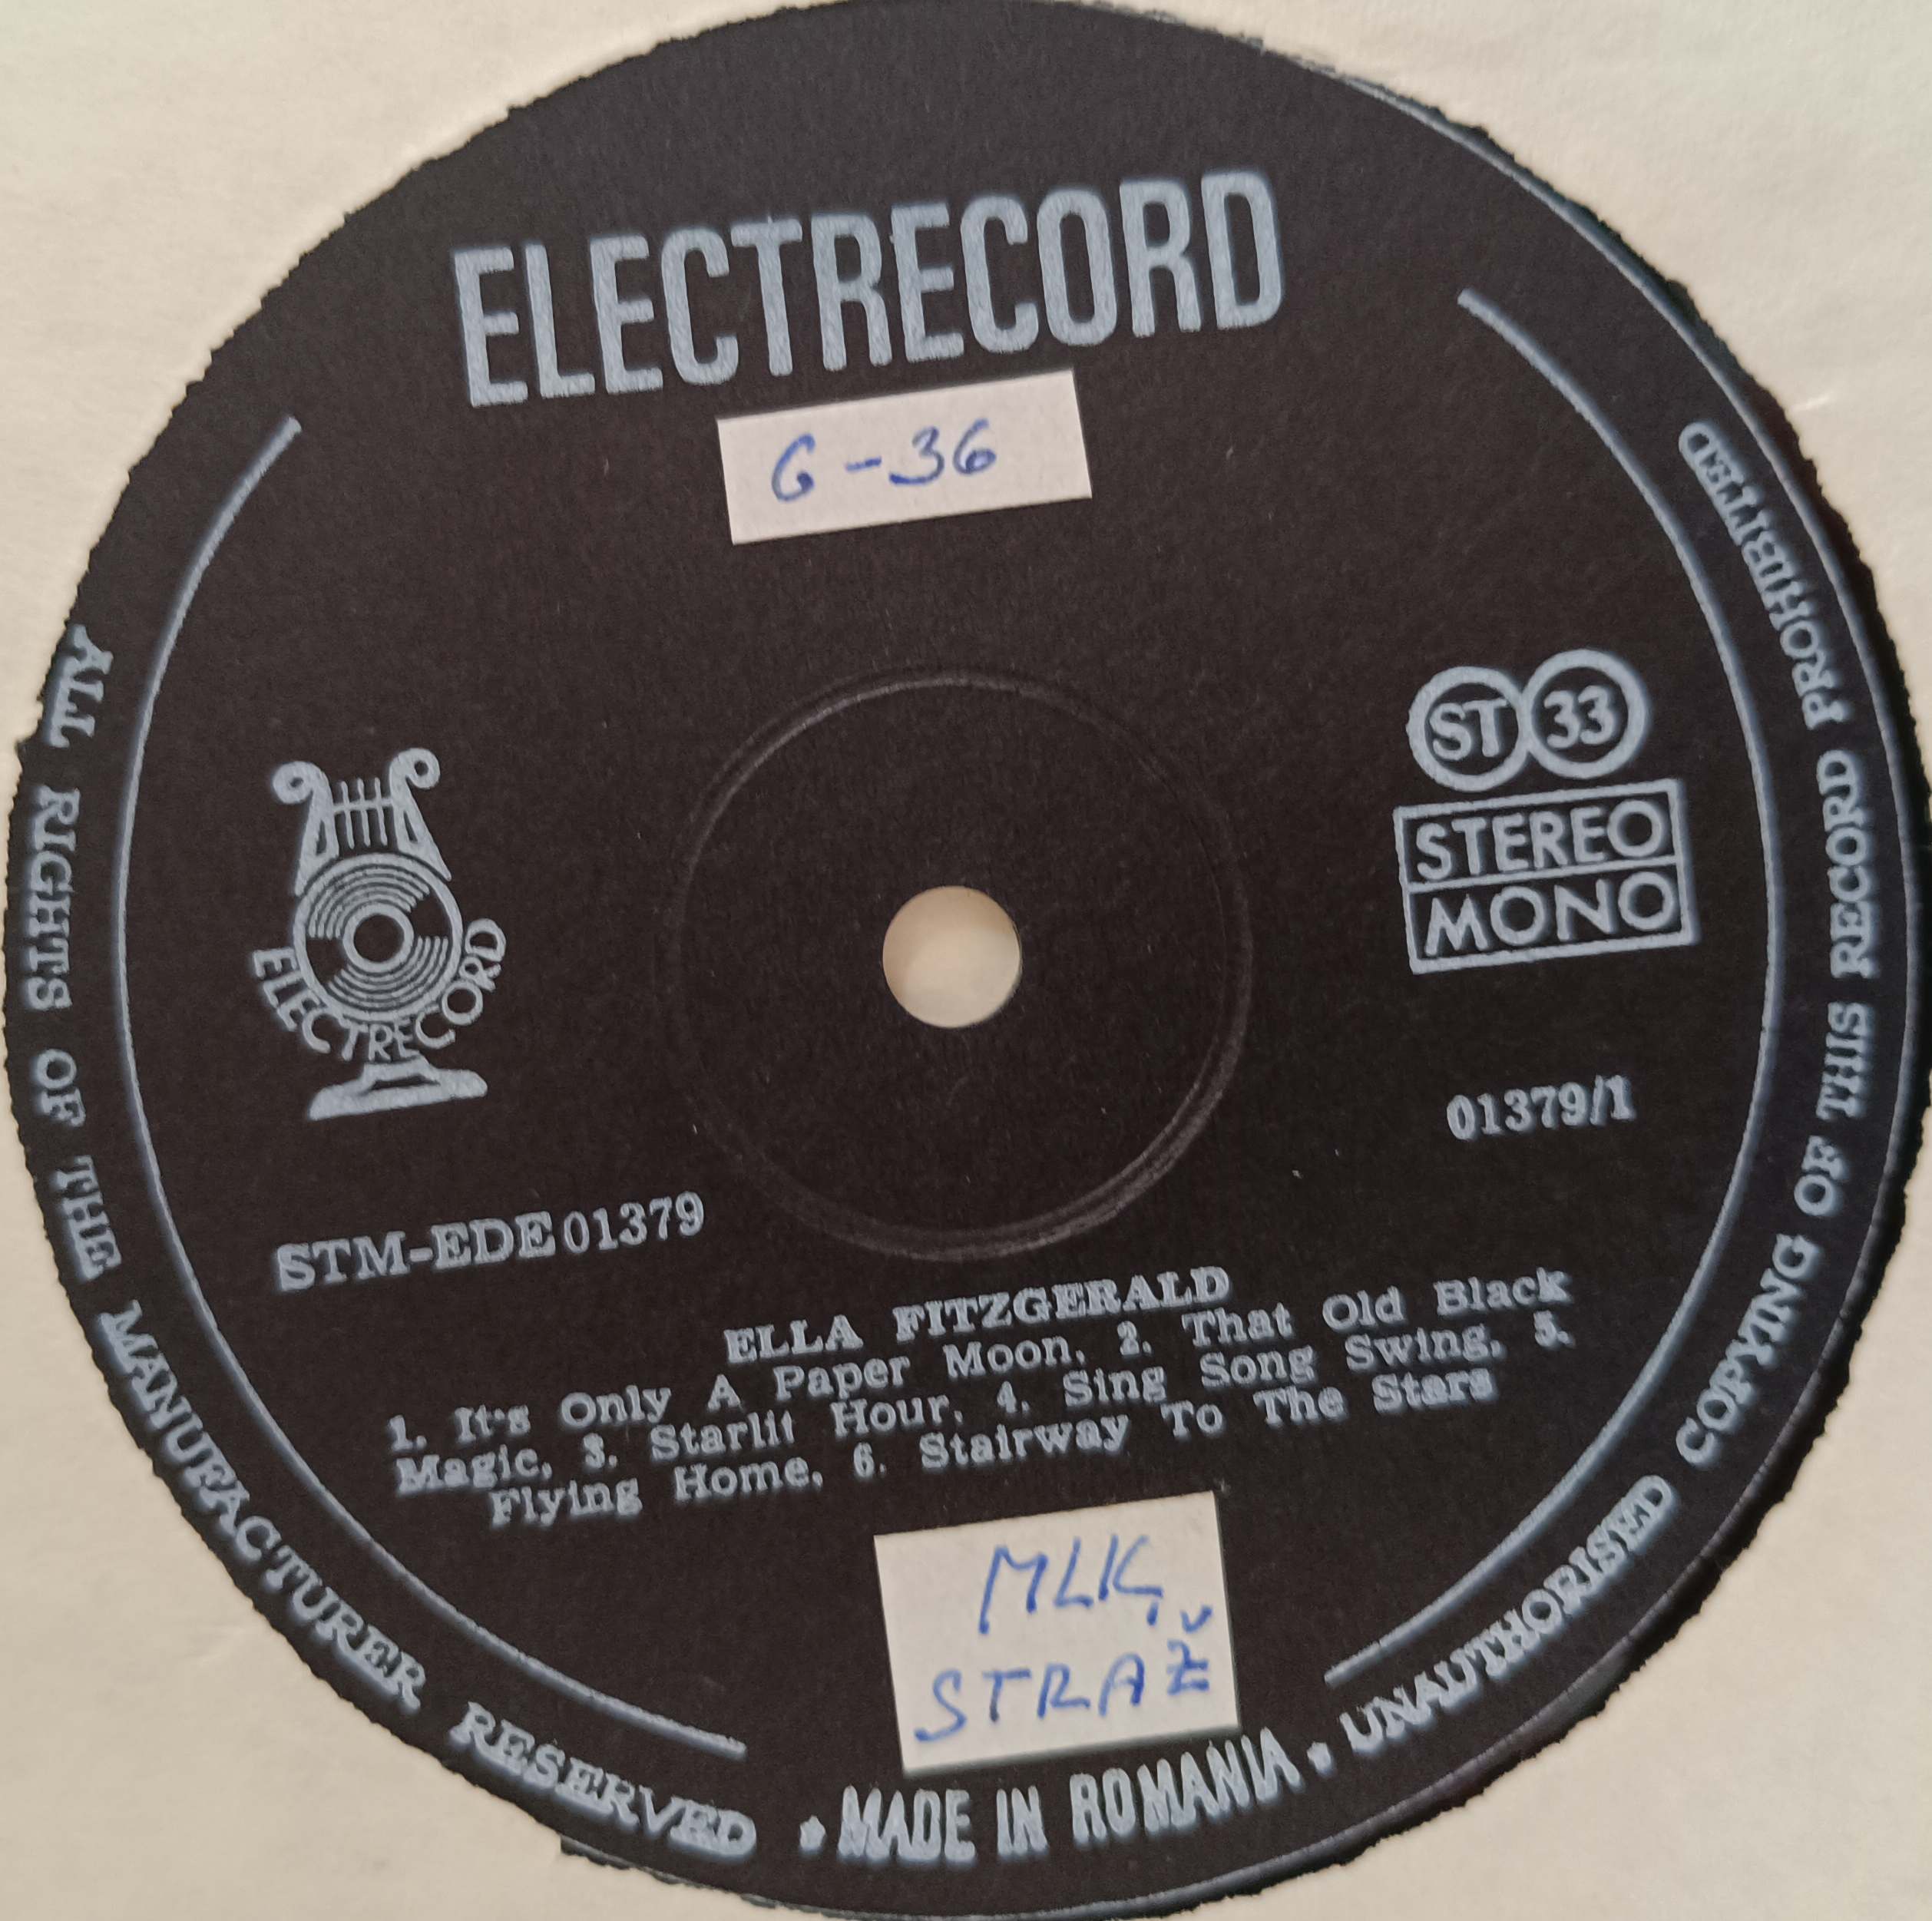 ELECTRECORD
G-36
ST 33
STEREO
MONO
ELECTRECORD
01379/1
STM-EDE 01379
ELLA FITZGERALD
1. It's Only A Paper Moon. 2. That Old Black
Magic. 3. Starlit Hour. 4. Sing Song Swing. 5.
Flying Home. 6. Stairway To The Stars
MLK,
STRAŽ
ALL RIGHTS OF THE MANUFACTURER RESERVED • MADE IN ROMANIA • UNAUTHORISED COPYING OF THIS RECORD PROHIBITED